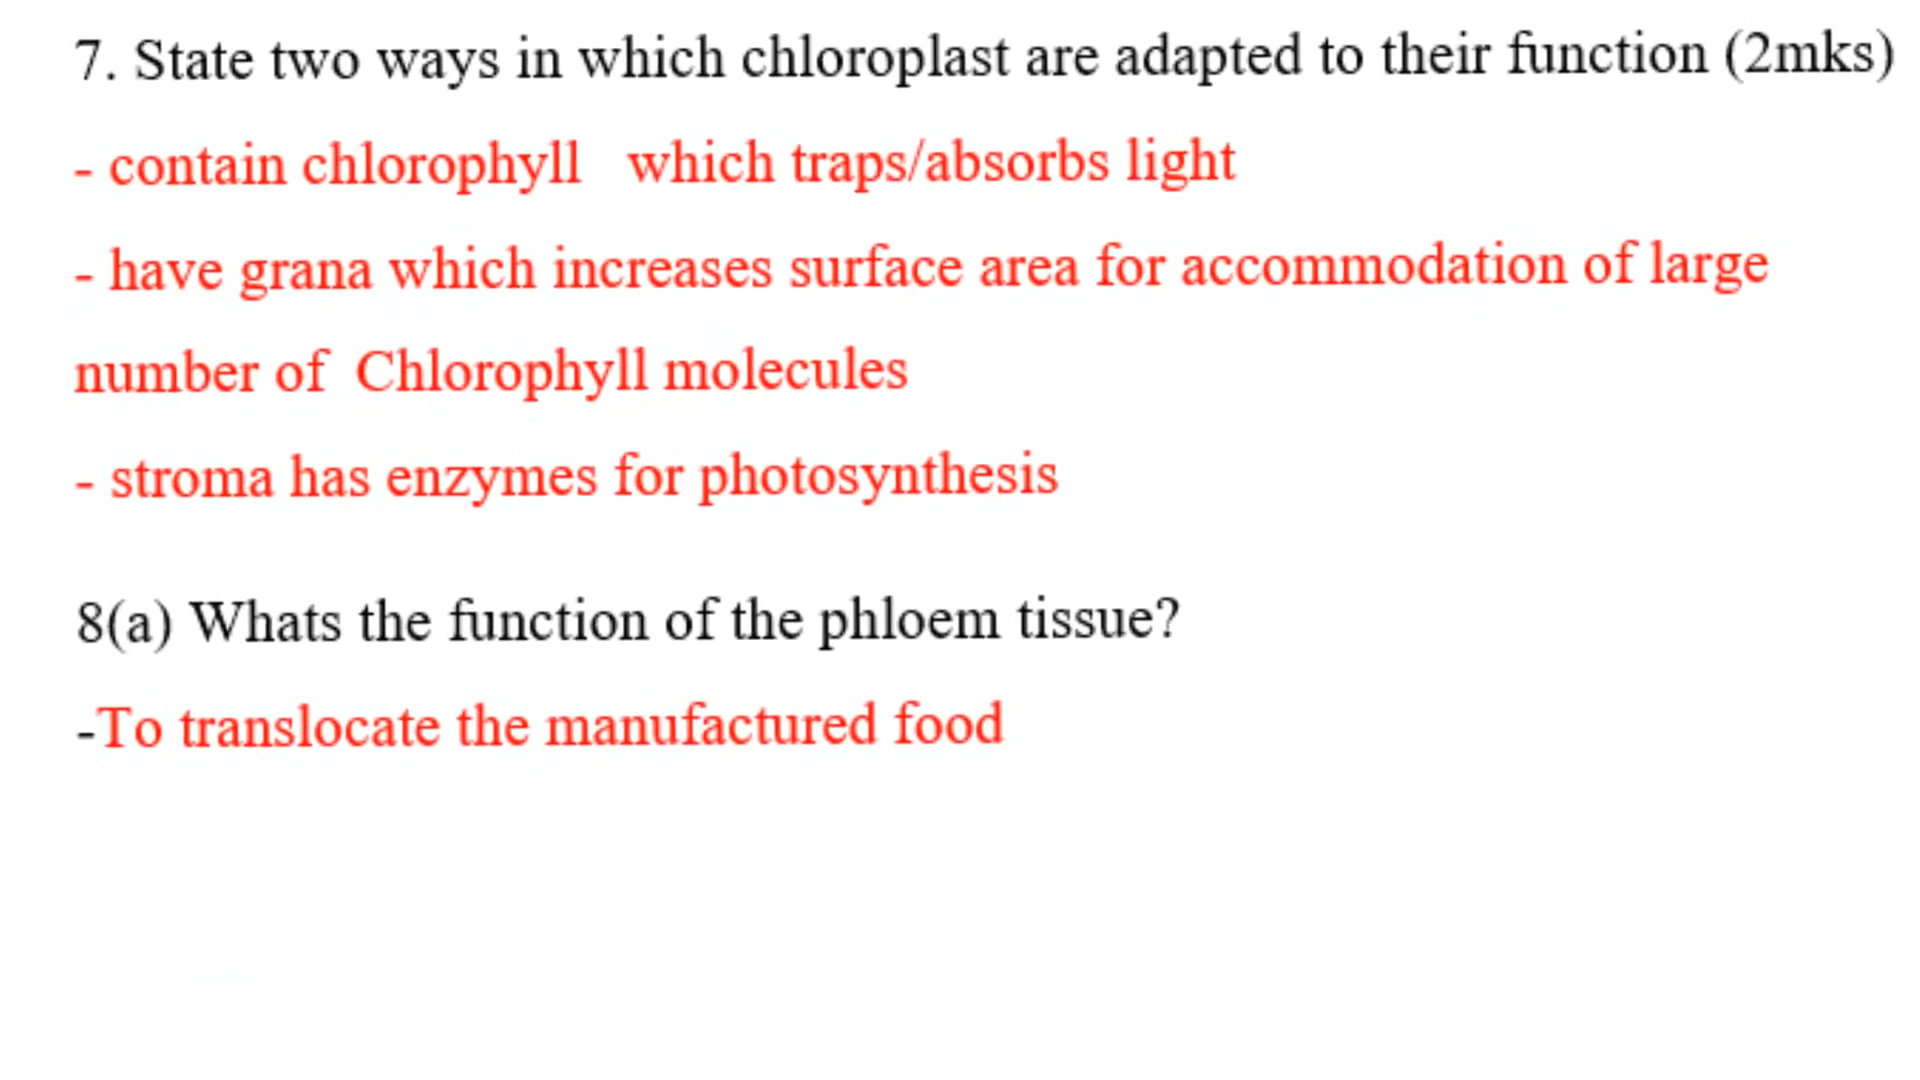 7. State two ways in which chloroplast are adapted to their function (2mks)
- contain chlorophyll   which traps/absorbs light
- have grana which increases surface area for accommodation of large
number of  Chlorophyll molecules
- stroma has enzymes for photosynthesis
8(a) Whats the function of the phloem tissue?
-To translocate the manufactured food